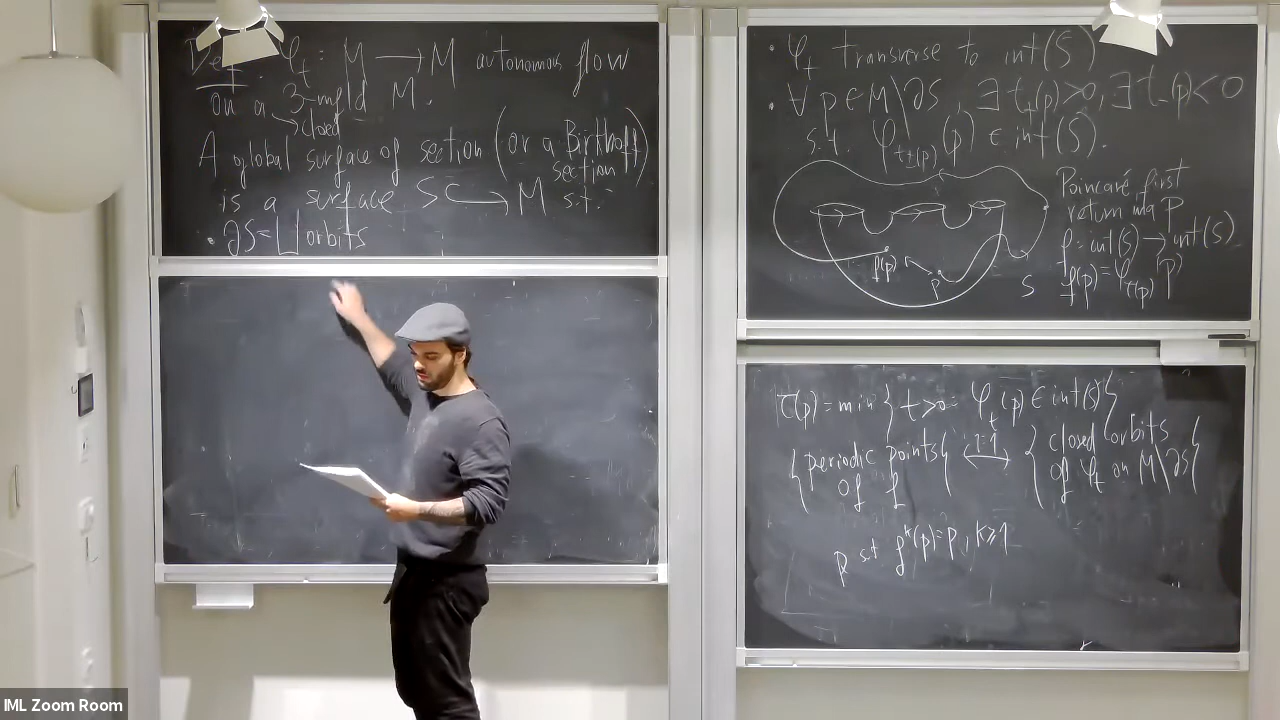 Def. φ_t : M → M autonomous flow
on a 3-mfld M.
→ closed
A global surface of section (or a Birkhoff
section)
is a surface S ↪ M s.t.
• ∂S = ⊔ orbits
• φ_t transverse to int(S)
• ∀ p ∈ M\∂S, ∃ t_+(p)>0, ∃ t_-(p)<0
s.t. φ_{t_±(p)}(p) ∈ int(S).
Poincaré first
return map
f : int(S) → int(S)
f(p) = φ_{τ(p)}(p)
f(p)
p
S
τ(p) = min { t>0 : φ_t(p) ∈ int(S) }
{ periodic points
of f } ⟷ 1:1 { closed orbits
of φ_t on M\∂S }
p s.t f^k(p)=p, k≥1
IML Zoom Room